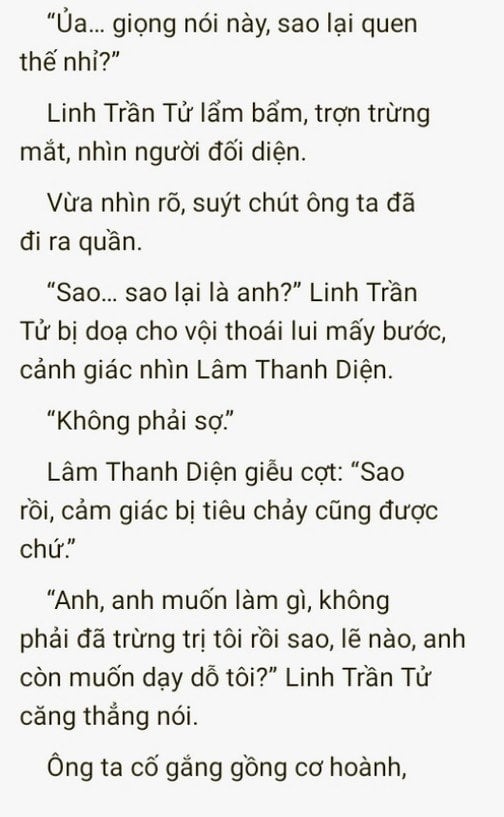 “Ủa... giọng nói này, sao lại quen
thế nhỉ?”
Linh Trần Tử lẩm bẩm, trợn trừng
mắt, nhìn người đối diện.
Vừa nhìn rõ, suýt chút ông ta đã
đi ra quần.
“Sao... sao lại là anh?” Linh Trần
Tử bị doạ cho vội thoái lui mấy bước,
cảnh giác nhìn Lâm Thanh Diện.
“Không phải sợ.”
Lâm Thanh Diện giễu cợt: “Sao
rồi, cảm giác bị tiêu chảy cũng được
chứ.”
“Anh, anh muốn làm gì, không
phải đã trừng trị tôi rồi sao, lẽ nào, anh
còn muốn dạy dỗ tôi?” Linh Trần Tử
căng thẳng nói.
Ông ta cố gắng gồng cơ hoành,